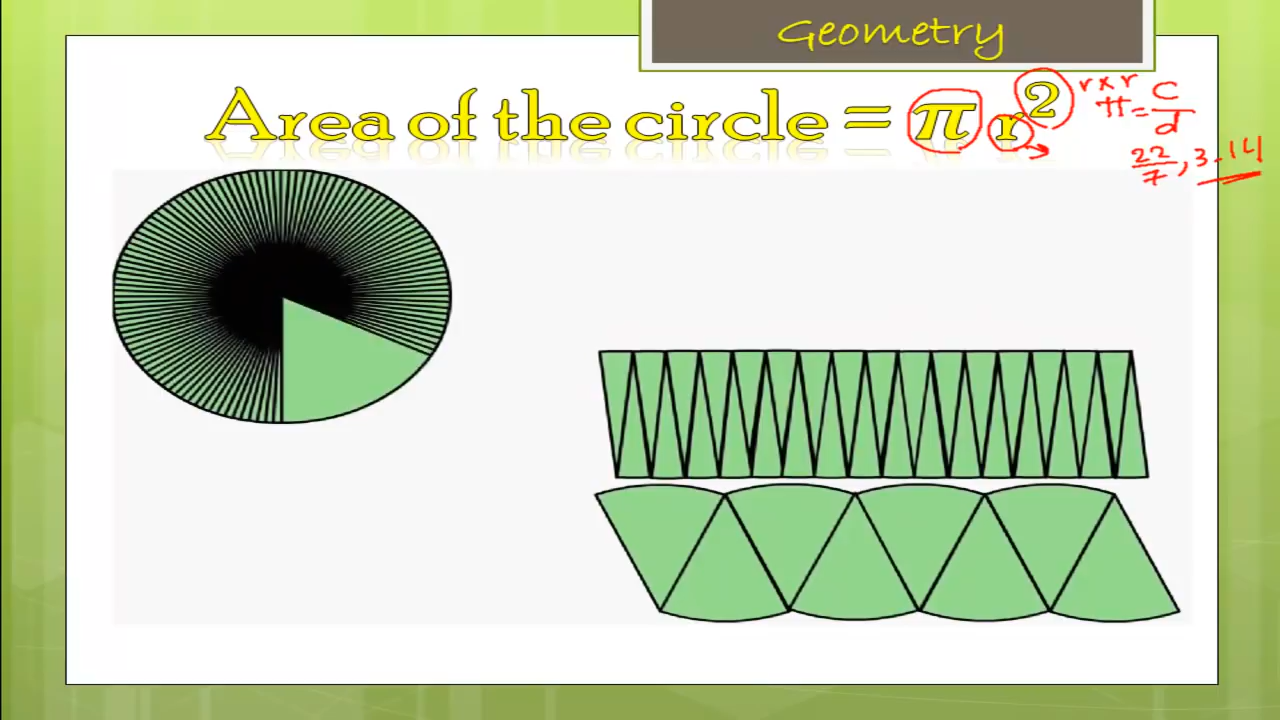 Geometry
Area of the circle = πr²
r × r
π = C/d
22/7, 3.14